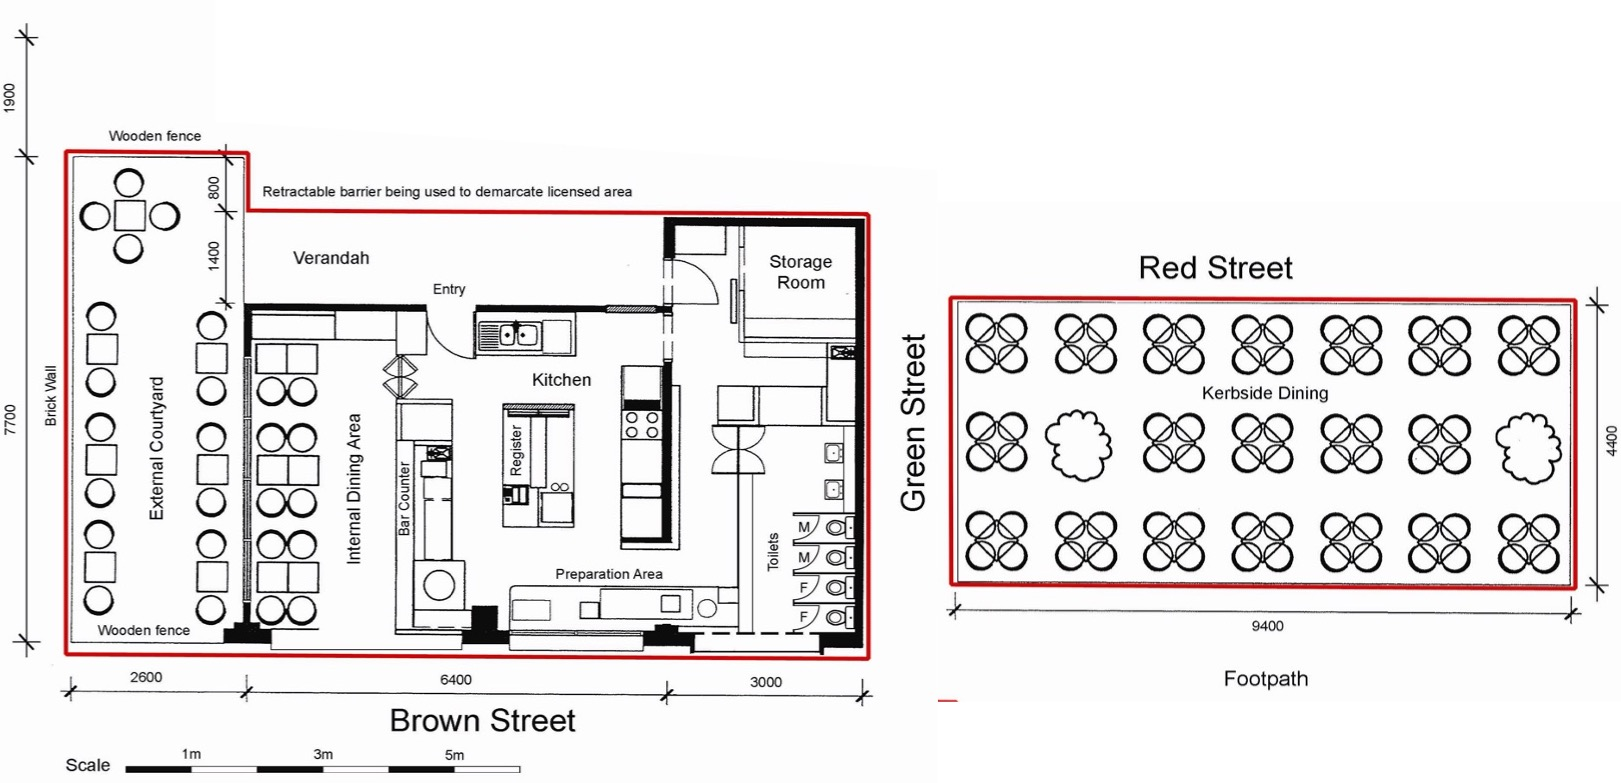 1900
Wooden fence
800
Retractable barrier being used to demarcate licensed area
1400
Verandah
Entry
Storage
Room
Red Street
Kitchen
Brick Wall
7700
External Courtyard
Internal Dining Area
Bar Counter
Register
Kerbside Dining
Green Street
4400
M
M
F
F
Toilets
Preparation Area
Wooden fence
2600
6400
3000
9400
Footpath
Brown Street
Scale
1m
3m
5m